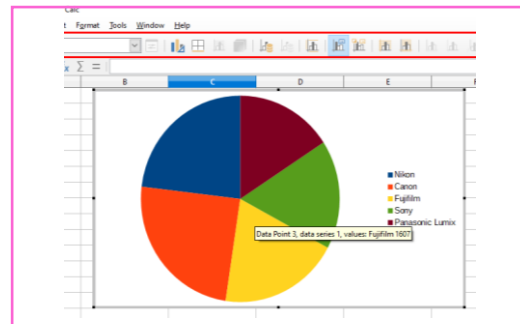 Calc
t Format Tools Window Help
x Σ =
B C D E
Nikon
Canon
Fujifilm
Sony
Panasonic Lumix
Data Point 3, data series 1, values: Fujifilm 1607